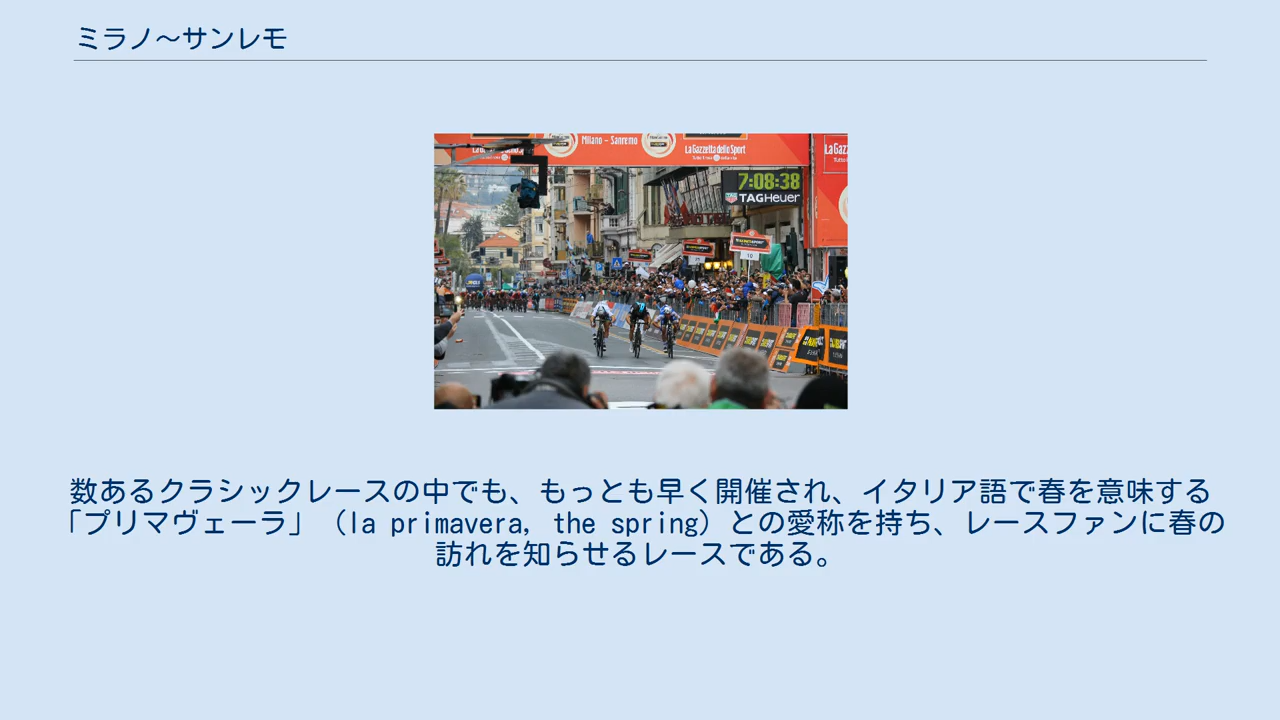 ミラノ〜サンレモ
Milano - Sanremo
La Gazzetta dello Sport
7:08:38
TAGHeuer
10
数あるクラシックレースの中でも、もっとも早く開催され、イタリア語で春を意味する
「プリマヴェーラ」（la primavera, the spring）との愛称を持ち、レースファンに春の
訪れを知らせるレースである。